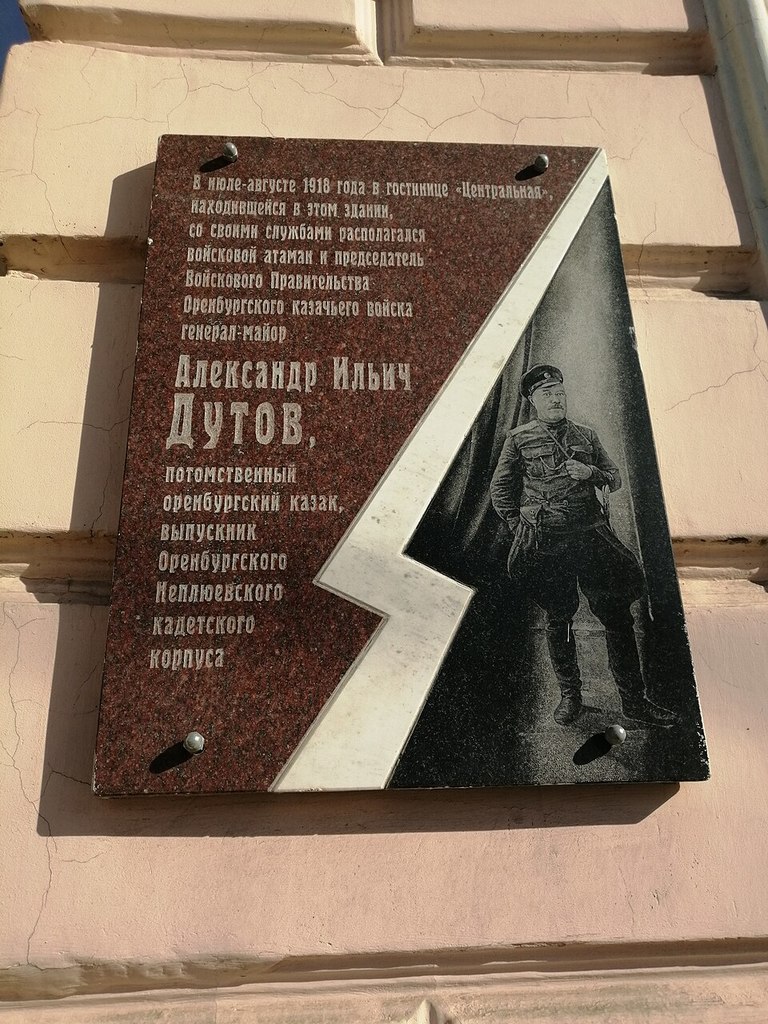 В июле-августе 1918 года в гостинице «Центральная»,
находившейся в этом здании,
со своими службами располагался
войсковой атаман и председатель
Войскового Правительства
Оренбургского казачьего войска
генерал-майор
Александр Ильич
Дутов,
потомственный
оренбургский казак,
выпускник
Оренбургского
Неплюевского
кадетского
корпуса